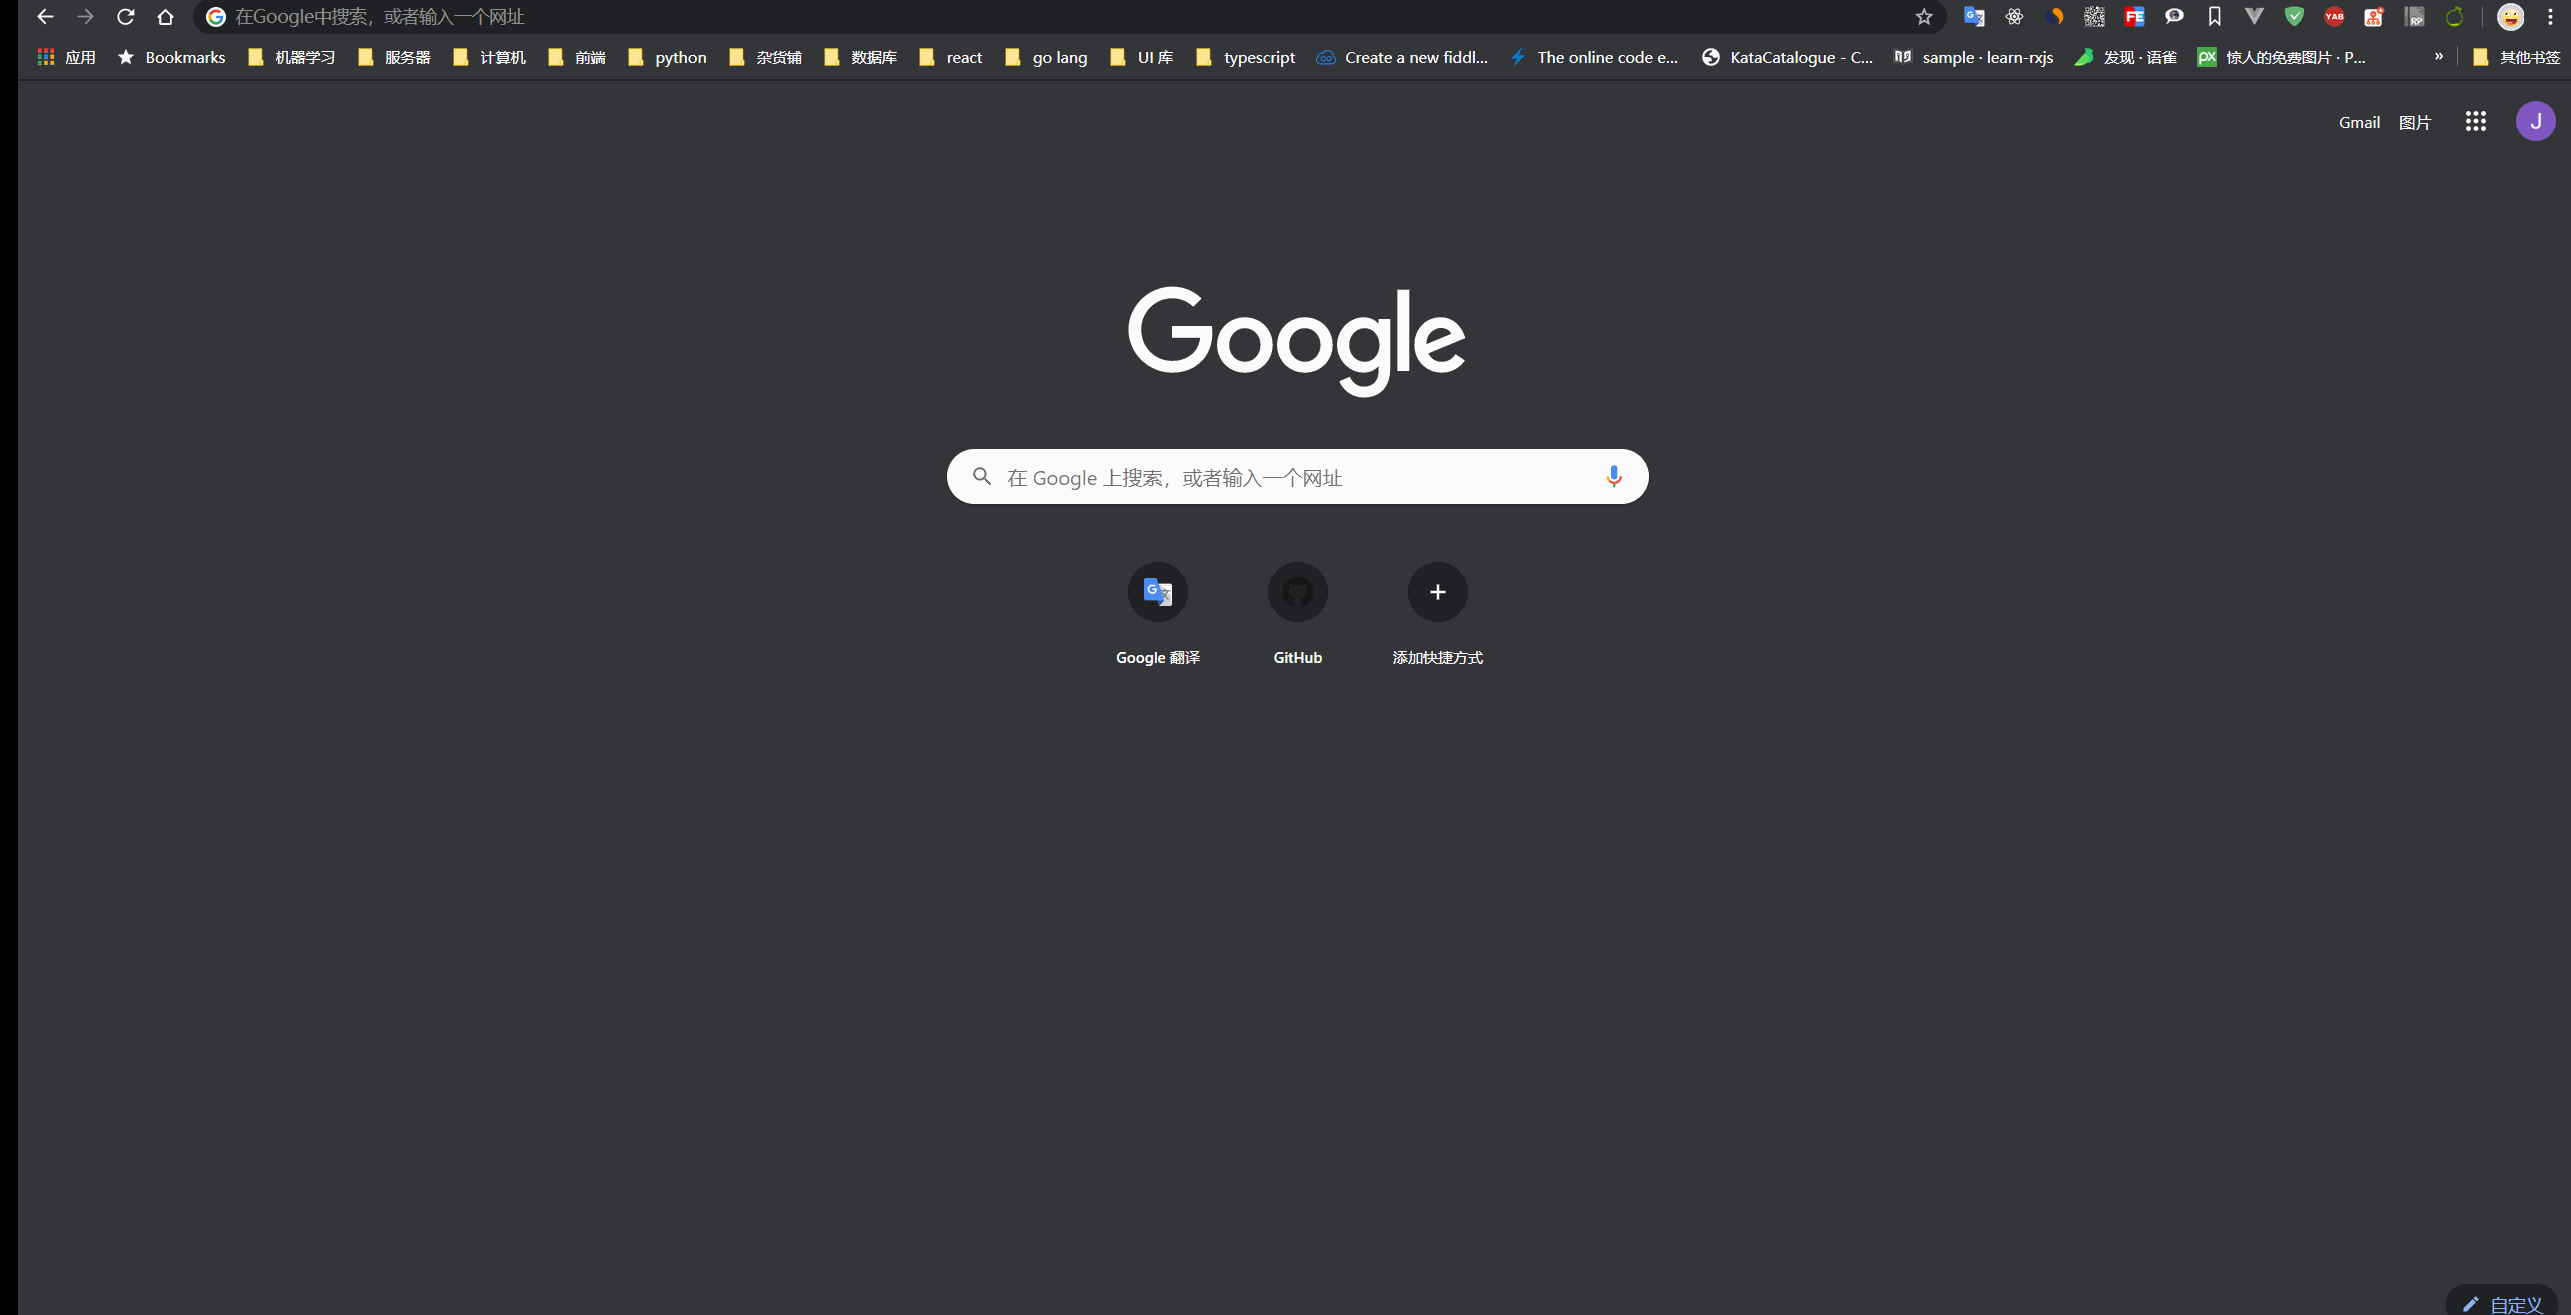 在Google中搜索，或者输入一个网址
FE
YAB
RP
应用 Bookmarks 机器学习 服务器 计算机 前端 python 杂货铺 数据库 react go lang UI 库 typescript Create a new fiddl... The online code e... KataCatalogue - C... sample · learn-rxjs 发现 · 语雀 px 惊人的免费图片 · P... » 其他书签
Gmail 图片 J
Google
在 Google 上搜索，或者输入一个网址
Google 翻译 GitHub 添加快捷方式
自定义